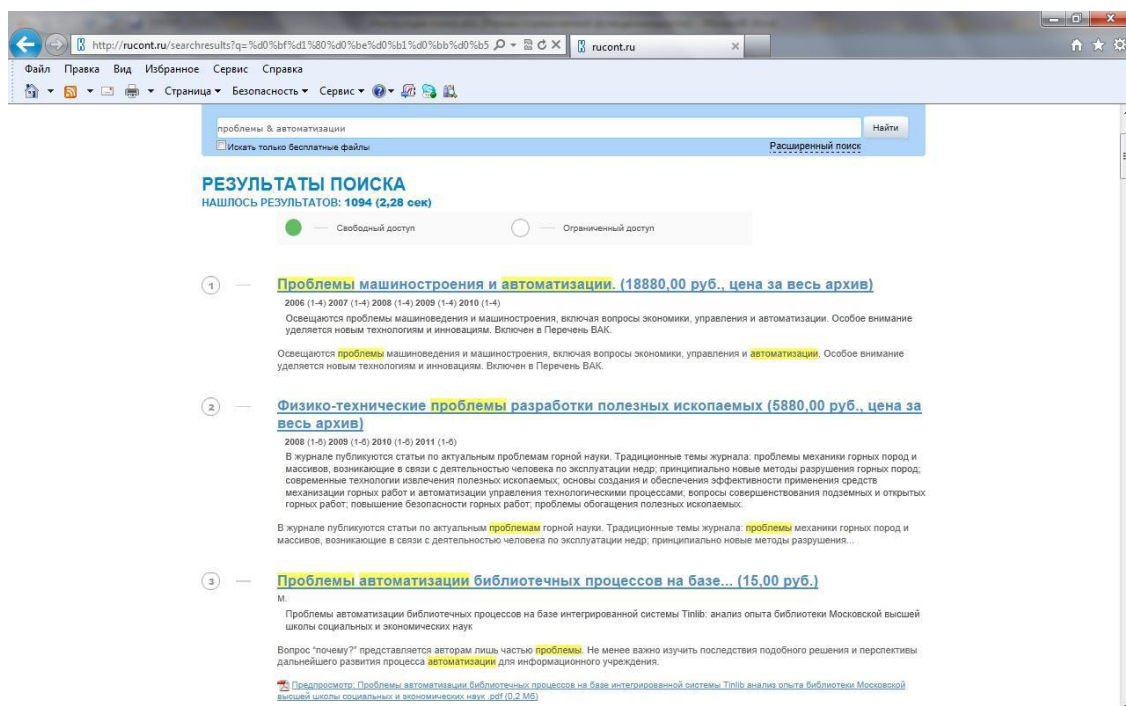 http://rucont.ru/searchresults?q=%d0%bf%d1%80%d0%be%d0%b1%d0%bb%d0%b5
rucont.ru
Файл Правка Вид Избранное Сервис Справка
Страница Безопасность Сервис
проблемы & автоматизации
Найти
Искать только бесплатные файлы
Расширенный поиск
РЕЗУЛЬТАТЫ ПОИСКА
НАШЛОСЬ РЕЗУЛЬТАТОВ: 1094 (2,28 сек)
— Свободный доступ — Ограниченный доступ
1 — Проблемы машиностроения и автоматизации. (18880,00 руб., цена за весь архив)
2006 (1-4) 2007 (1-4) 2008 (1-4) 2009 (1-4) 2010 (1-4)
Освещаются проблемы машиноведения и машиностроения, включая вопросы экономики, управления и автоматизации. Особое внимание
уделяется новым технологиям и инновациям. Включен в Перечень ВАК.
Освещаются проблемы машиноведения и машиностроения, включая вопросы экономики, управления и автоматизации. Особое внимание
уделяется новым технологиям и инновациям. Включен в Перечень ВАК.
2 — Физико-технические проблемы разработки полезных ископаемых (5880,00 руб., цена за
весь архив)
2008 (1-6) 2009 (1-6) 2010 (1-6) 2011 (1-6)
В журнале публикуются статьи по актуальным проблемам горной науки. Традиционные темы журнала: проблемы механики горных пород и
массивов, возникающие в связи с деятельностью человека по эксплуатации недр; принципиально новые методы разрушения горных пород;
современные технологии извлечения полезных ископаемых; основы создания и обеспечения эффективности применения средств
механизации горных работ и автоматизации управления технологическими процессами; вопросы совершенствования подземных и открытых
горных работ; повышение безопасности горных работ; проблемы обогащения полезных ископаемых.
В журнале публикуются статьи по актуальным проблемам горной науки. Традиционные темы журнала: проблемы механики горных пород и
массивов, возникающие в связи с деятельностью человека по эксплуатации недр; принципиально новые методы разрушения...
3 — Проблемы автоматизации библиотечных процессов на базе... (15,00 руб.)
М.
Проблемы автоматизации библиотечных процессов на базе интегрированной системы Tinlib: анализ опыта библиотеки Московской высшей
школы социальных и экономических наук
Вопрос "почему?" представляется авторам лишь частью проблемы. Не менее важно изучить последствия подобного решения и перспективы
дальнейшего развития процесса автоматизации для информационного учреждения.
Предпросмотр: Проблемы автоматизации библиотечных процессов на базе интегрированной системы Tinlib анализ опыта библиотеки Московской
высшей школы социальных и экономических наук .pdf (0,2 Мб)